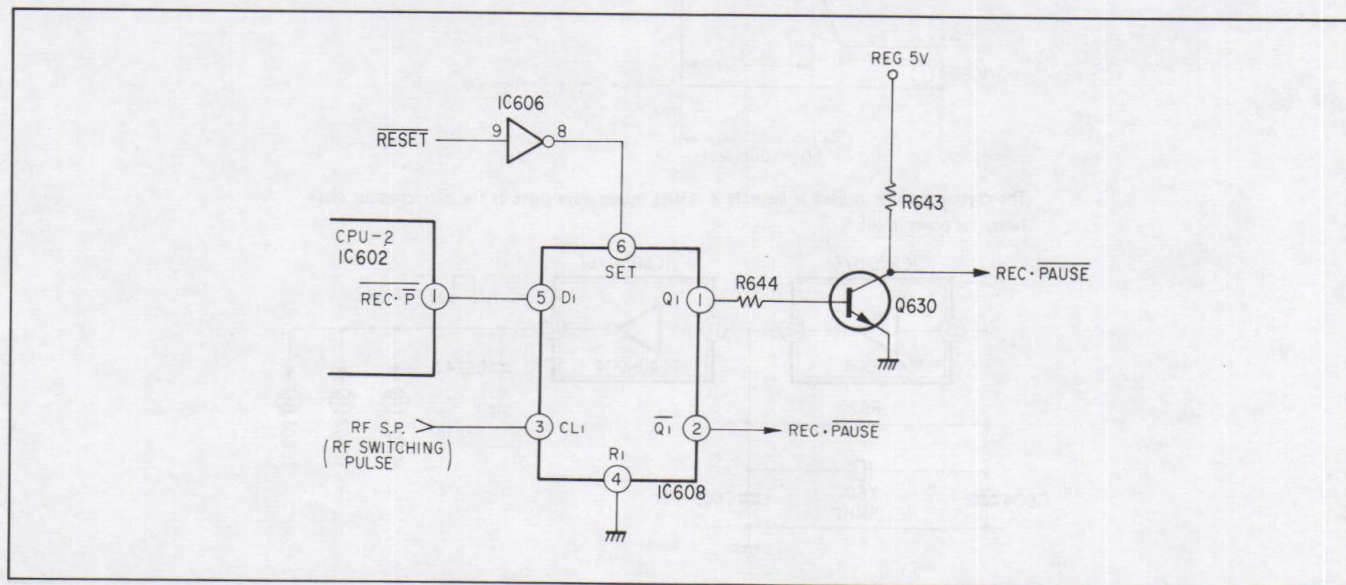 REG 5V
IC606
RESET
9
8
R643
CPU-2
IC602
6
SET
REC·PAUSE
REC·P
1
5
D1
Q1
1
R644
Q630
RF S.P.
(RF SWITCHING
PULSE)
3
CL1
Q̅1
2
REC·PAUSE
R1
4
IC608